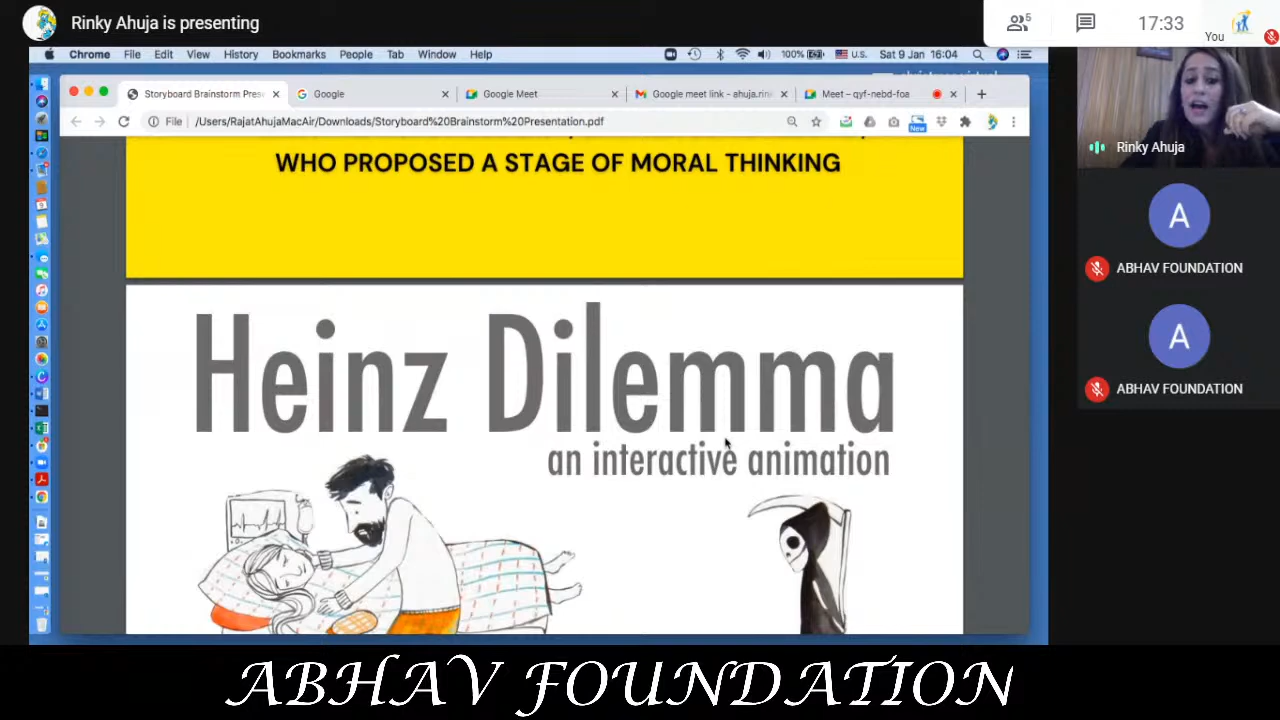 Rinky Ahuja is presenting
5
17:33
You
Chrome File Edit View History Bookmarks People Tab Window Help
100% U.S. Sat 9 Jan 16:04
Storyboard Brainstorm Prese
Google
Google Meet
Google meet link - ahuja.rink
Meet – qyf-nebd-foa
File /Users/RajatAhujaMacAir/Downloads/Storyboard%20Brainstorm%20Presentation.pdf
New
WHO PROPOSED A STAGE OF MORAL THINKING
Heinz Dilemma
an interactive animation
Rinky Ahuja
A
ABHAV FOUNDATION
A
ABHAV FOUNDATION
ABHAV FOUNDATION